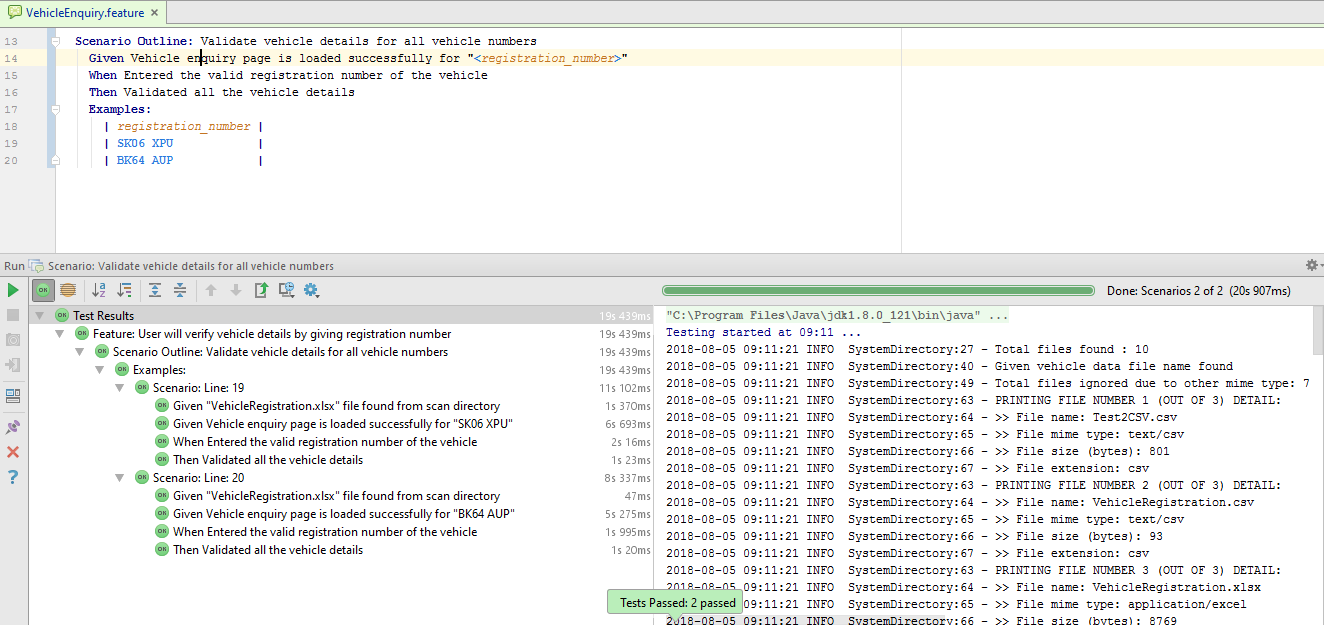 VehicleEnquiry.feature ×
13 Scenario Outline: Validate vehicle details for all vehicle numbers
14 Given Vehicle enquiry page is loaded successfully for "<registration_number>"
15 When Entered the valid registration number of the vehicle
16 Then Validated all the vehicle details
17 Examples:
18 | registration_number |
19 | SK06 XPU |
20 | BK64 AUP |
Run Scenario: Validate vehicle details for all vehicle numbers
Done: Scenarios 2 of 2 (20s 907ms)
Test Results 19s 439ms
Feature: User will verify vehicle details by giving registration number 19s 439ms
Scenario Outline: Validate vehicle details for all vehicle numbers 19s 439ms
Examples: 19s 439ms
Scenario: Line: 19 11s 102ms
Given "VehicleRegistration.xlsx" file found from scan directory 1s 370ms
Given Vehicle enquiry page is loaded successfully for "SK06 XPU" 6s 693ms
When Entered the valid registration number of the vehicle 2s 16ms
Then Validated all the vehicle details 1s 23ms
Scenario: Line: 20 8s 337ms
Given "VehicleRegistration.xlsx" file found from scan directory 47ms
Given Vehicle enquiry page is loaded successfully for "BK64 AUP" 5s 275ms
When Entered the valid registration number of the vehicle 1s 995ms
Then Validated all the vehicle details 1s 20ms
"C:\Program Files\Java\jdk1.8.0_121\bin\java" ...
Testing started at 09:11 ...
2018-08-05 09:11:21 INFO SystemDirectory:27 - Total files found : 10
2018-08-05 09:11:21 INFO SystemDirectory:40 - Given vehicle data file name found
2018-08-05 09:11:21 INFO SystemDirectory:49 - Total files ignored due to other mime type: 7
2018-08-05 09:11:21 INFO SystemDirectory:63 - PRINTING FILE NUMBER 1 (OUT OF 3) DETAIL:
2018-08-05 09:11:21 INFO SystemDirectory:64 - >> File name: Test2CSV.csv
2018-08-05 09:11:21 INFO SystemDirectory:65 - >> File mime type: text/csv
2018-08-05 09:11:21 INFO SystemDirectory:66 - >> File size (bytes): 801
2018-08-05 09:11:21 INFO SystemDirectory:67 - >> File extension: csv
2018-08-05 09:11:21 INFO SystemDirectory:63 - PRINTING FILE NUMBER 2 (OUT OF 3) DETAIL:
2018-08-05 09:11:21 INFO SystemDirectory:64 - >> File name: VehicleRegistration.csv
2018-08-05 09:11:21 INFO SystemDirectory:65 - >> File mime type: text/csv
2018-08-05 09:11:21 INFO SystemDirectory:66 - >> File size (bytes): 93
2018-08-05 09:11:21 INFO SystemDirectory:67 - >> File extension: csv
2018-08-05 09:11:21 INFO SystemDirectory:63 - PRINTING FILE NUMBER 3 (OUT OF 3) DETAIL:
2018-08-05 09:11:21 INFO SystemDirectory:64 - >> File name: VehicleRegistration.xlsx
09:11:21 INFO SystemDirectory:65 - >> File mime type: application/excel
2018-08-05 09:11:21 INFO SystemDirectory:66 - >> File size (bytes): 8769
Tests Passed: 2 passed